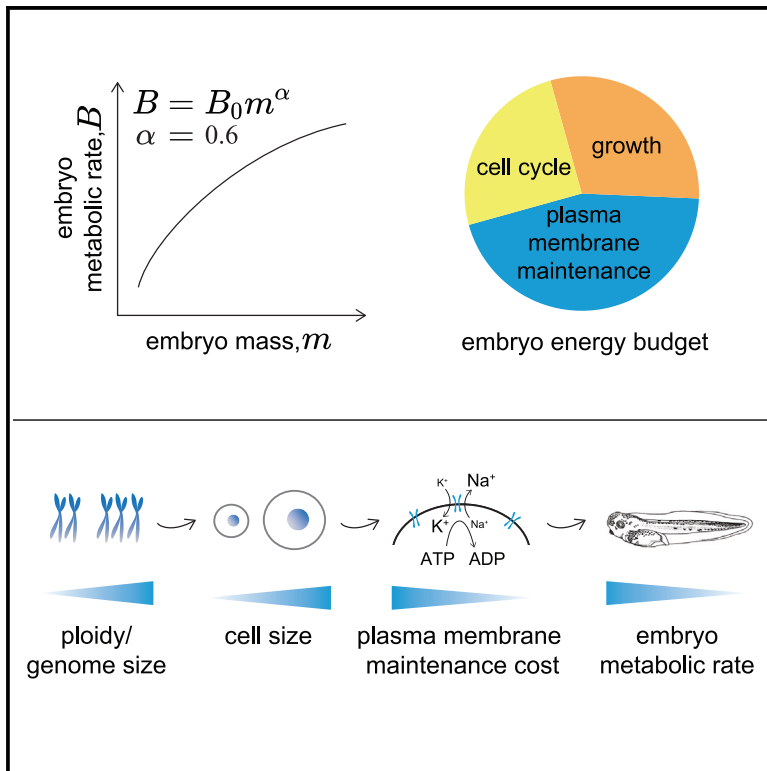 B = B₀m^α
α = 0.6
embryo
metabolic rate, B
embryo mass, m
cell cycle
growth
plasma
membrane
maintenance
embryo energy budget
K⁺
Na⁺
K⁺
Na⁺
ATP
ADP
ploidy/
genome size
cell size
plasma membrane
maintenance cost
embryo
metabolic rate